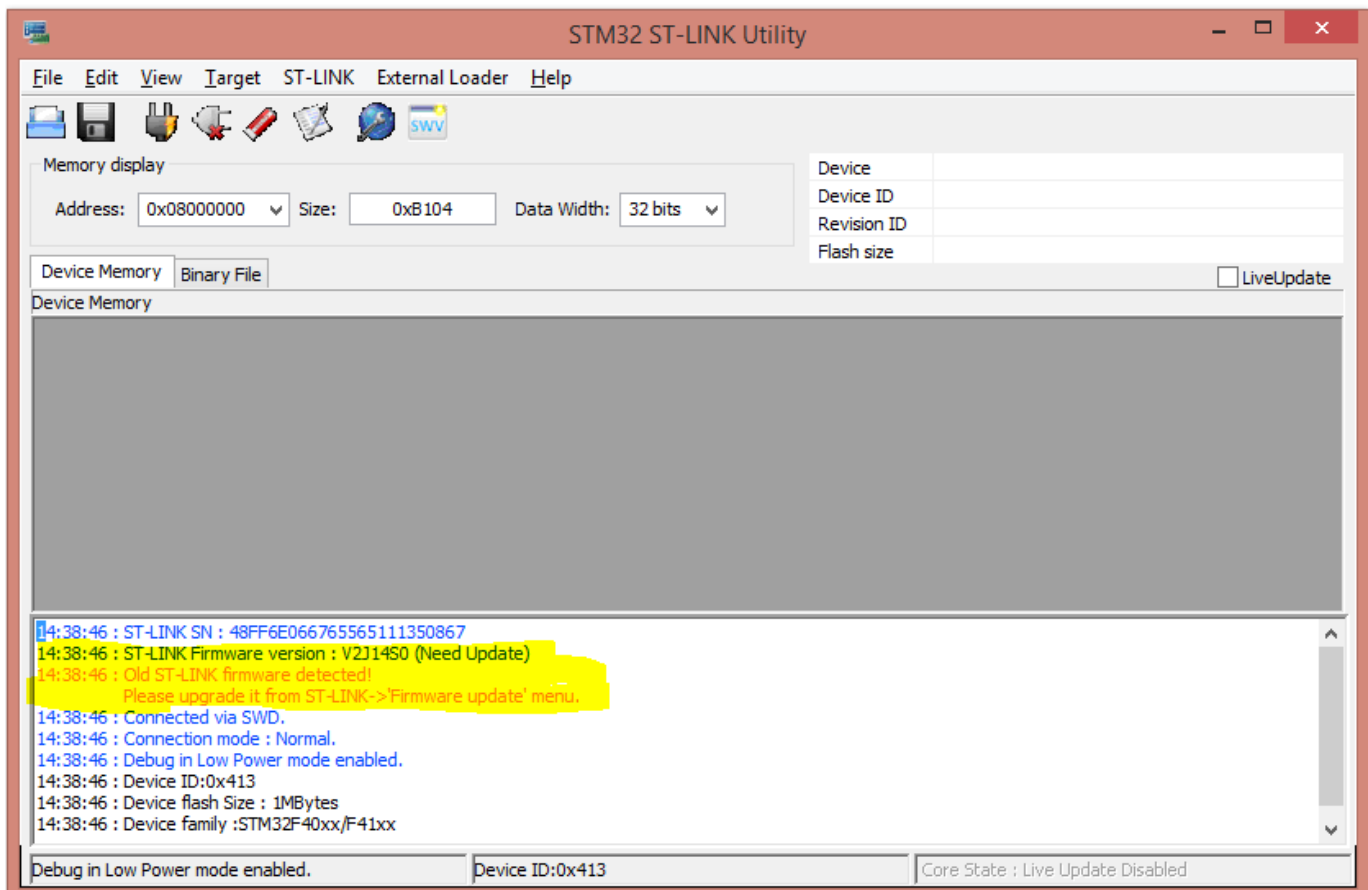 STM32 ST-LINK Utility
File Edit View Target ST-LINK External Loader Help
SWV
Memory display
Address: 0x08000000 Size: 0xB104 Data Width: 32 bits
Device
Device ID
Revision ID
Flash size
Device Memory Binary File LiveUpdate
Device Memory
14:38:46 : ST-LINK SN : 48FF6E066765565111350867
14:38:46 : ST-LINK Firmware version : V2J14S0 (Need Update)
14:38:46 : Old ST-LINK firmware detected!
Please upgrade it from ST-LINK->'Firmware update' menu.
14:38:46 : Connected via SWD.
14:38:46 : Connection mode : Normal.
14:38:46 : Debug in Low Power mode enabled.
14:38:46 : Device ID:0x413
14:38:46 : Device flash Size : 1MBytes
14:38:46 : Device family :STM32F40xx/F41xx
Debug in Low Power mode enabled. Device ID:0x413 Core State : Live Update Disabled